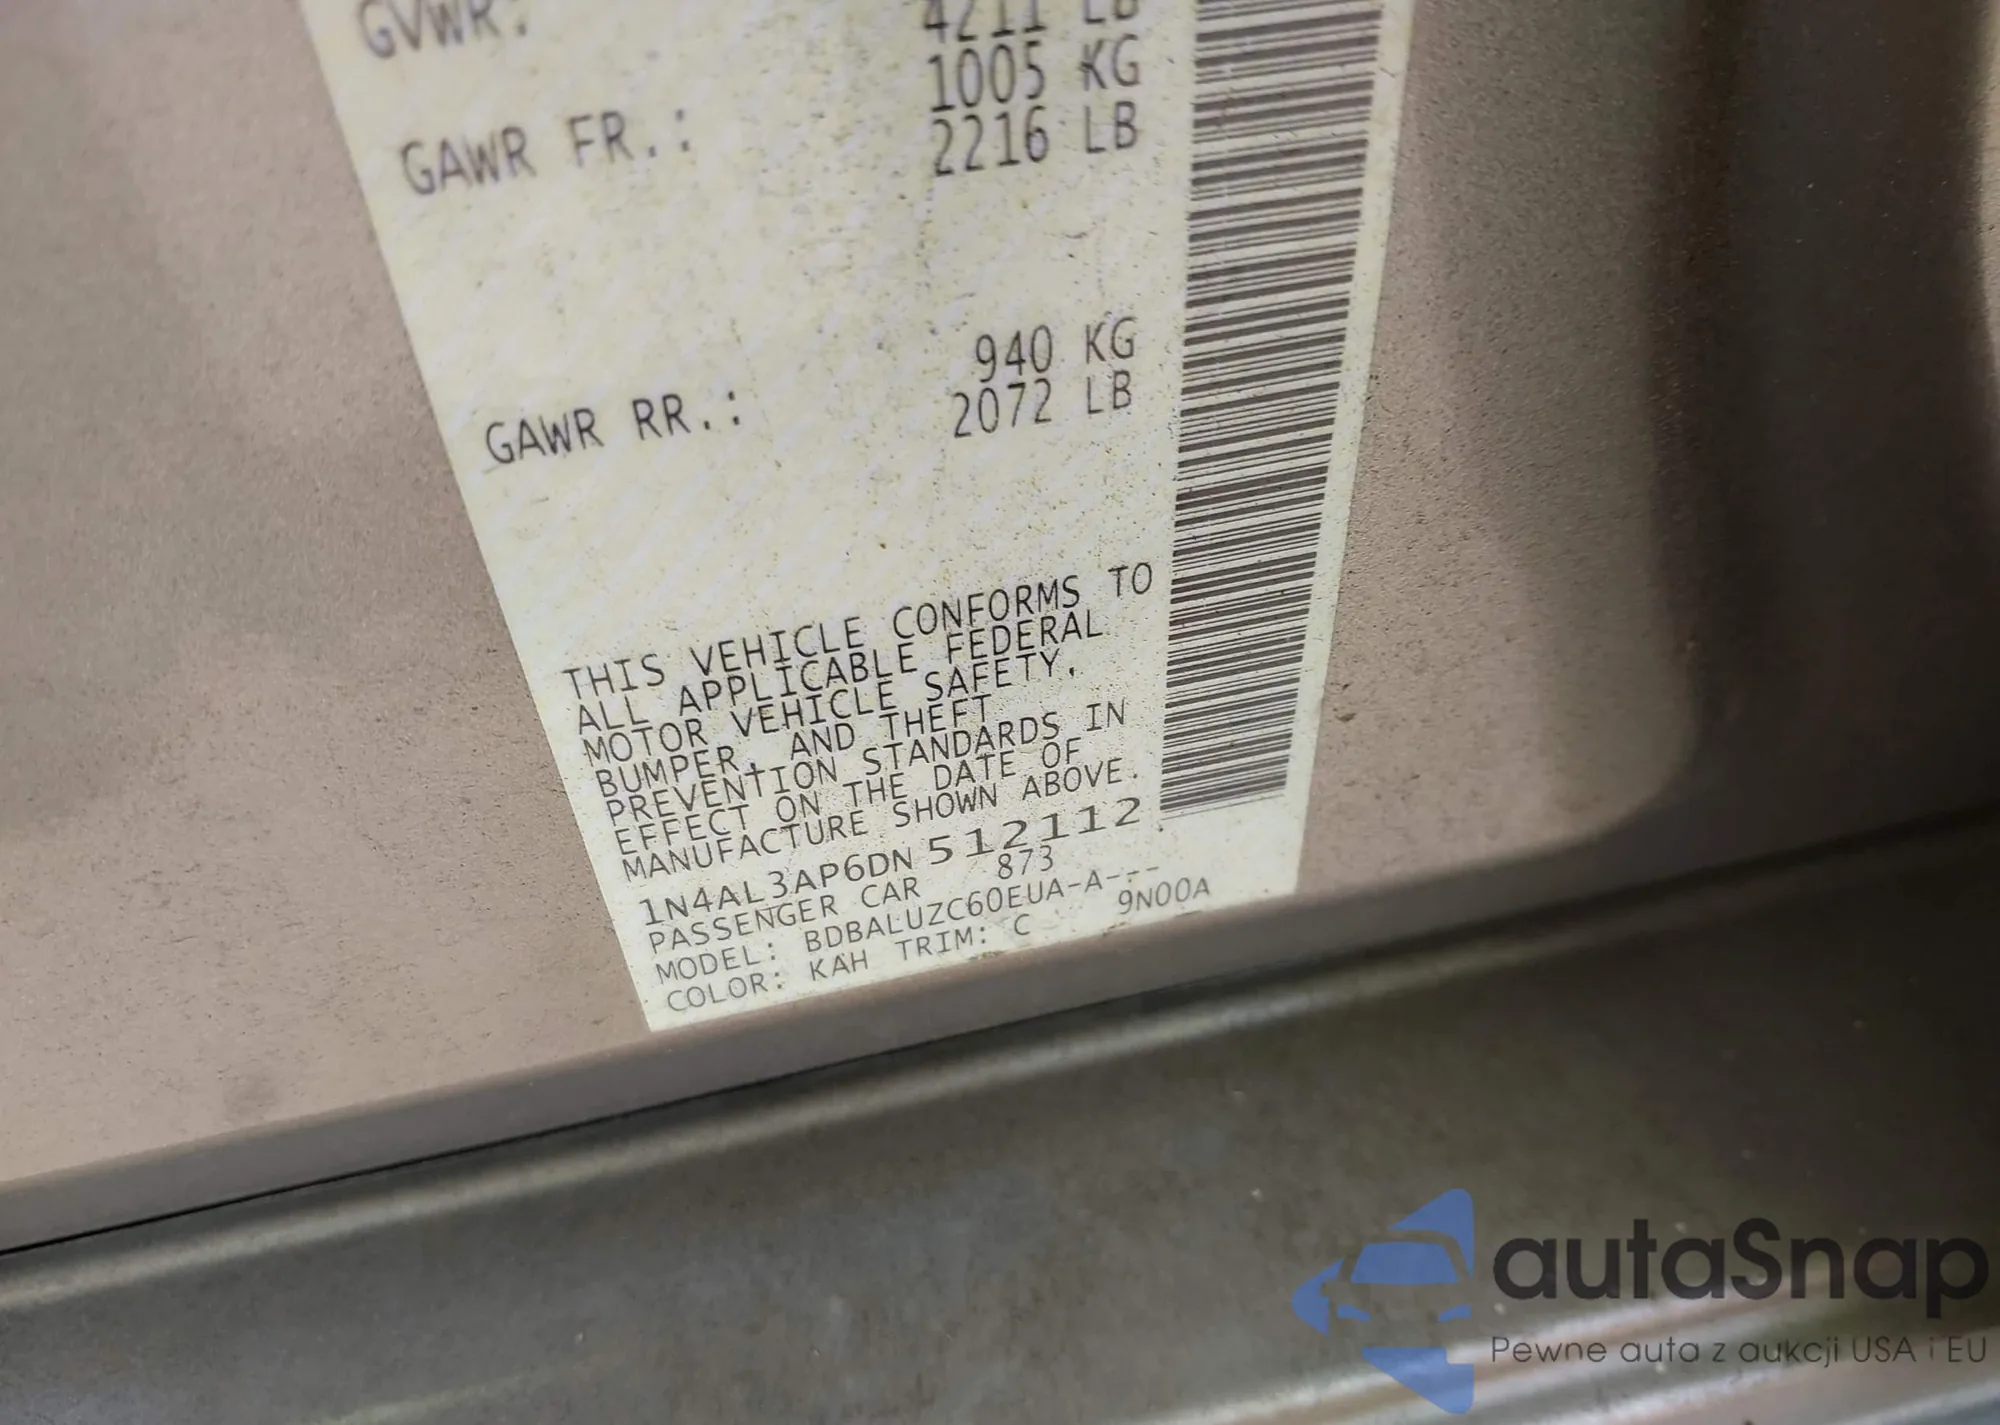 GVWR:
4211 LB
1005 KG
GAWR FR.:
2216 LB
940 KG
GAWR RR.:
2072 LB
THIS VEHICLE CONFORMS TO
ALL APPLICABLE FEDERAL
MOTOR VEHICLE SAFETY,
BUMPER, AND THEFT
PREVENTION STANDARDS IN
EFFECT ON THE DATE OF
MANUFACTURE SHOWN ABOVE.
1N4AL3AP6DN512112
PASSENGER CAR 873
MODEL: BDBALUZC60EUA-A---
COLOR: KAH TRIM: C 9N00A
autaSnap
Pewne auta z aukcji USA i EU